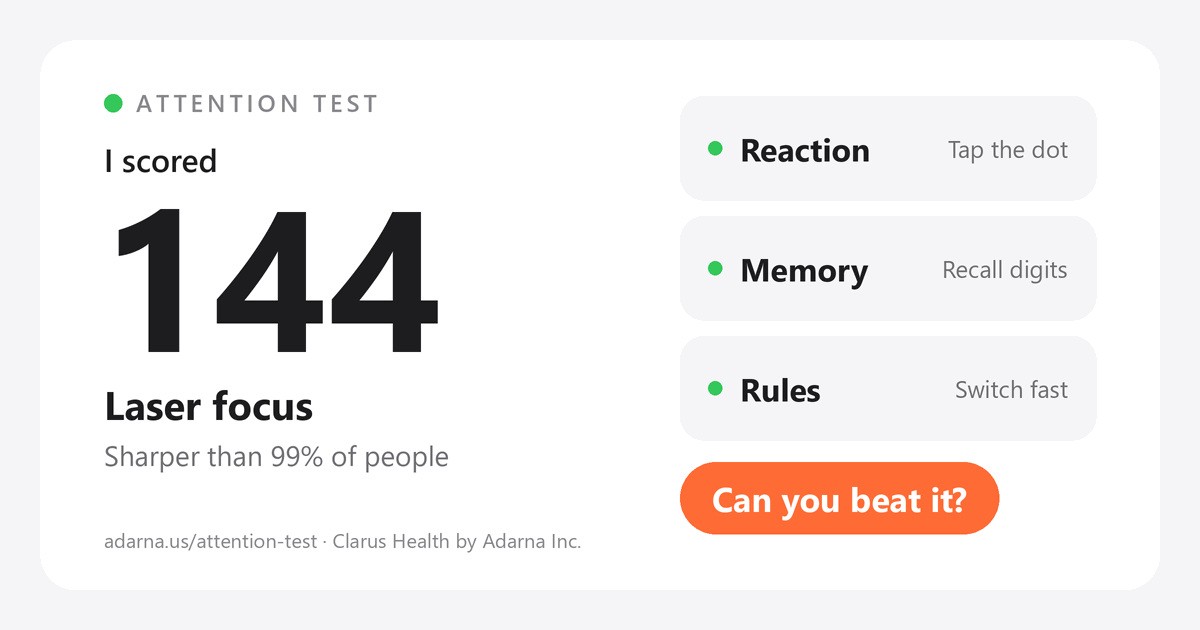 ATTENTION TEST
I scored
144
Laser focus
Sharper than 99% of people
adarna.us/attention-test · Clarus Health by Adarna Inc.
Reaction Tap the dot
Memory Recall digits
Rules Switch fast
Can you beat it?